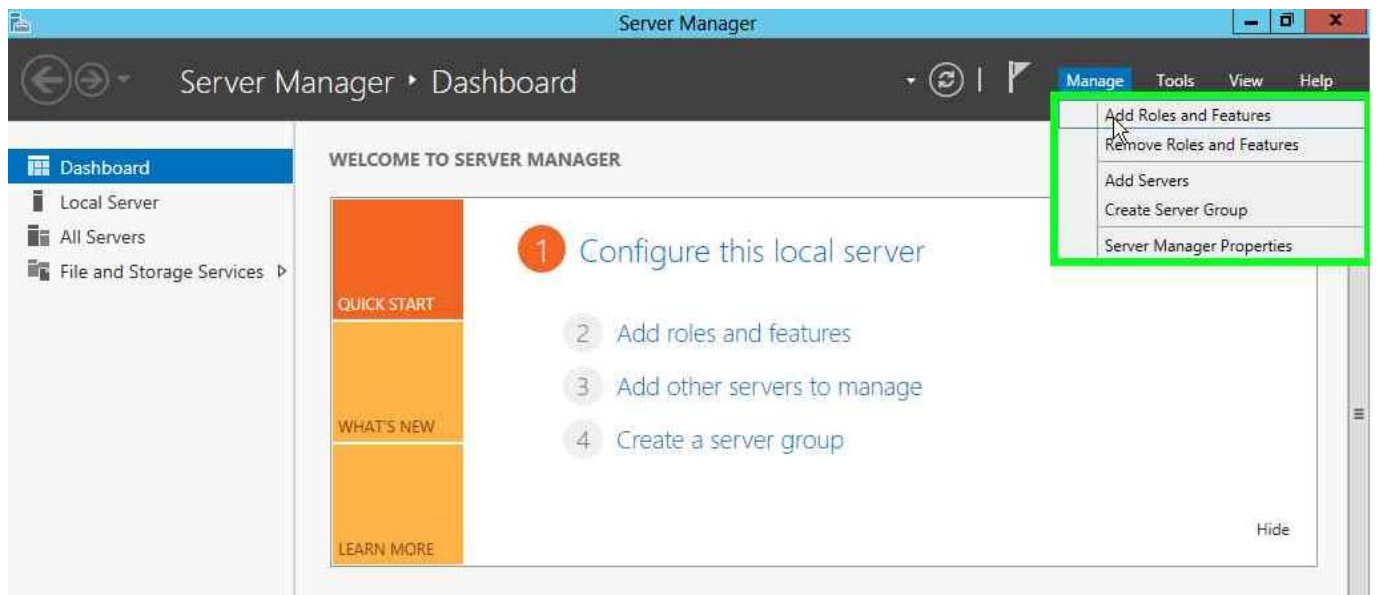 Server Manager
Server Manager • Dashboard
Manage Tools View Help
Add Roles and Features
Remove Roles and Features
Add Servers
Create Server Group
Server Manager Properties
Dashboard
Local Server
All Servers
File and Storage Services
WELCOME TO SERVER MANAGER
QUICK START
WHAT'S NEW
LEARN MORE
1 Configure this local server
2 Add roles and features
3 Add other servers to manage
4 Create a server group
Hide